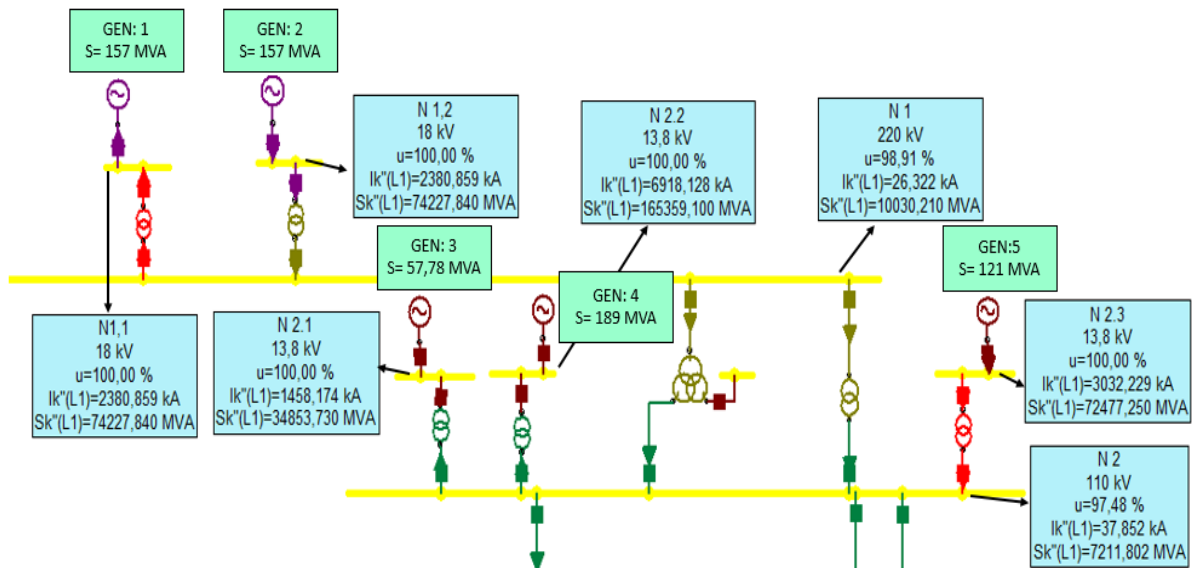 GEN: 1
S= 157 MVA
GEN: 2
S= 157 MVA
N 1,2
18 kV
u=100,00 %
Ik"(L1)=2380,859 kA
Sk"(L1)=74227,840 MVA
N 2.2
13,8 kV
u=100,00 %
Ik"(L1)=6918,128 kA
Sk"(L1)=165359,100 MVA
N 1
220 kV
u=98,91 %
Ik"(L1)=26,322 kA
Sk"(L1)=10030,210 MVA
GEN: 3
S= 57,78 MVA
GEN: 4
S= 189 MVA
GEN:5
S= 121 MVA
N1,1
18 kV
u=100,00 %
Ik"(L1)=2380,859 kA
Sk"(L1)=74227,840 MVA
N 2.1
13,8 kV
u=100,00 %
Ik"(L1)=1458,174 kA
Sk"(L1)=34853,730 MVA
N 2.3
13,8 kV
u=100,00 %
Ik"(L1)=3032,229 kA
Sk"(L1)=72477,250 MVA
N 2
110 kV
u=97,48 %
Ik"(L1)=37,852 kA
Sk"(L1)=7211,802 MVA